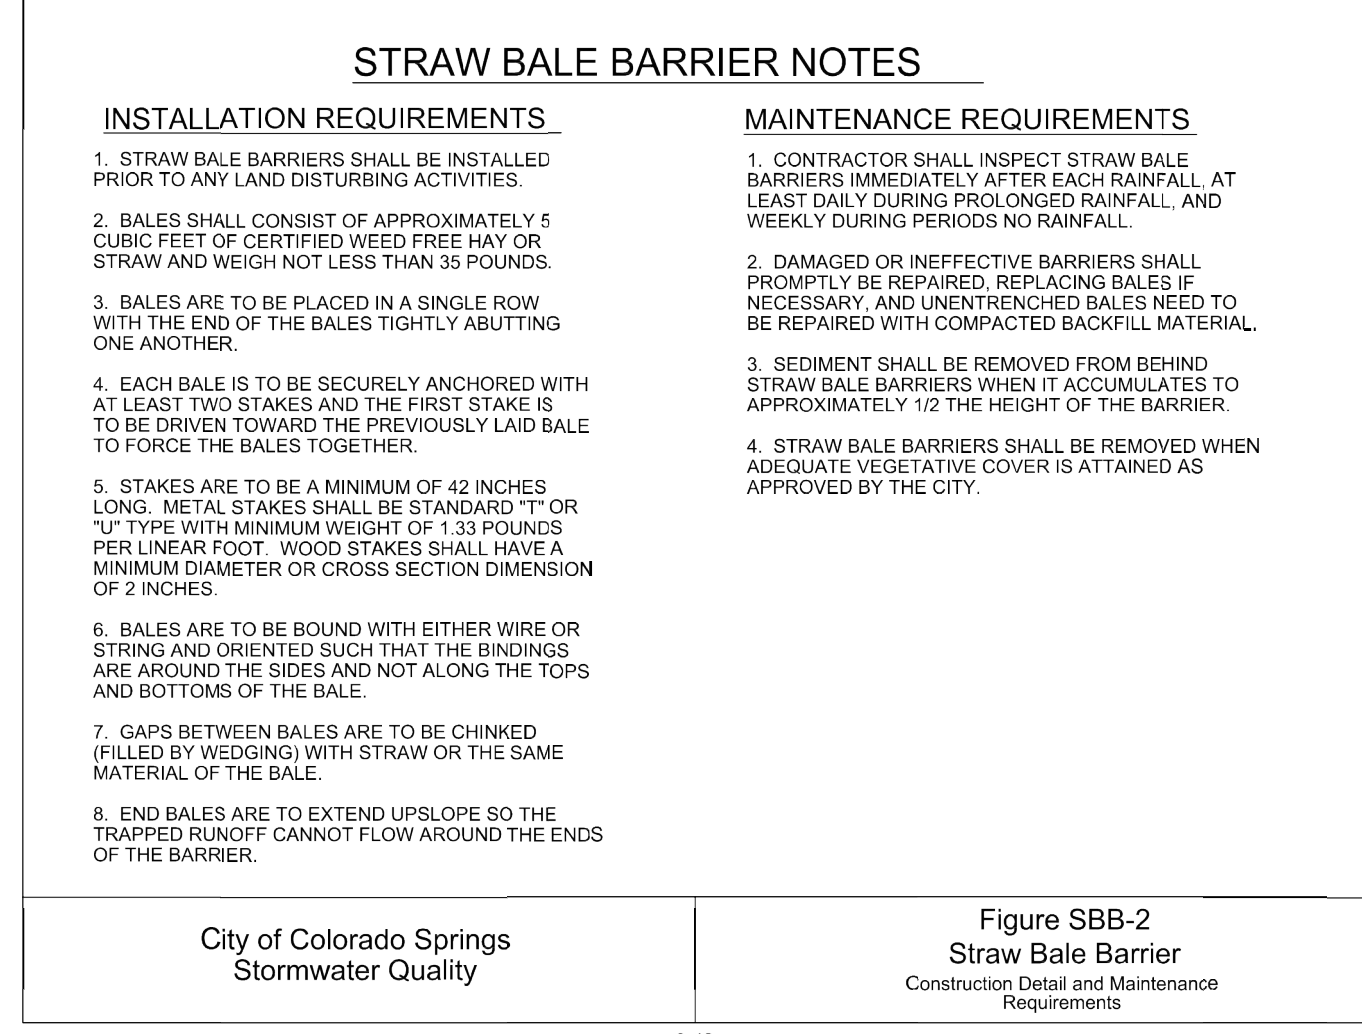 STRAW BALE BARRIER NOTES
INSTALLATION REQUIREMENTS
1. STRAW BALE BARRIERS SHALL BE INSTALLED
PRIOR TO ANY LAND DISTURBING ACTIVITIES.
2. BALES SHALL CONSIST OF APPROXIMATELY 5
CUBIC FEET OF CERTIFIED WEED FREE HAY OR
STRAW AND WEIGH NOT LESS THAN 35 POUNDS.
3. BALES ARE TO BE PLACED IN A SINGLE ROW
WITH THE END OF THE BALES TIGHTLY ABUTTING
ONE ANOTHER.
4. EACH BALE IS TO BE SECURELY ANCHORED WITH
AT LEAST TWO STAKES AND THE FIRST STAKE IS
TO BE DRIVEN TOWARD THE PREVIOUSLY LAID BALE
TO FORCE THE BALES TOGETHER.
5. STAKES ARE TO BE A MINIMUM OF 42 INCHES
LONG. METAL STAKES SHALL BE STANDARD "T" OR
"U" TYPE WITH MINIMUM WEIGHT OF 1.33 POUNDS
PER LINEAR FOOT. WOOD STAKES SHALL HAVE A
MINIMUM DIAMETER OR CROSS SECTION DIMENSION
OF 2 INCHES.
6. BALES ARE TO BE BOUND WITH EITHER WIRE OR
STRING AND ORIENTED SUCH THAT THE BINDINGS
ARE AROUND THE SIDES AND NOT ALONG THE TOPS
AND BOTTOMS OF THE BALE.
7. GAPS BETWEEN BALES ARE TO BE CHINKED
(FILLED BY WEDGING) WITH STRAW OR THE SAME
MATERIAL OF THE BALE.
8. END BALES ARE TO EXTEND UPSLOPE SO THE
TRAPPED RUNOFF CANNOT FLOW AROUND THE ENDS
OF THE BARRIER.
MAINTENANCE REQUIREMENTS
1. CONTRACTOR SHALL INSPECT STRAW BALE
BARRIERS IMMEDIATELY AFTER EACH RAINFALL, AT
LEAST DAILY DURING PROLONGED RAINFALL, AND
WEEKLY DURING PERIODS NO RAINFALL.
2. DAMAGED OR INEFFECTIVE BARRIERS SHALL
PROMPTLY BE REPAIRED, REPLACING BALES IF
NECESSARY, AND UNENTRENCHED BALES NEED TO
BE REPAIRED WITH COMPACTED BACKFILL MATERIAL.
3. SEDIMENT SHALL BE REMOVED FROM BEHIND
STRAW BALE BARRIERS WHEN IT ACCUMULATES TO
APPROXIMATELY 1/2 THE HEIGHT OF THE BARRIER.
4. STRAW BALE BARRIERS SHALL BE REMOVED WHEN
ADEQUATE VEGETATIVE COVER IS ATTAINED AS
APPROVED BY THE CITY.
City of Colorado Springs
Stormwater Quality
Figure SBB-2
Straw Bale Barrier
Construction Detail and Maintenance
Requirements